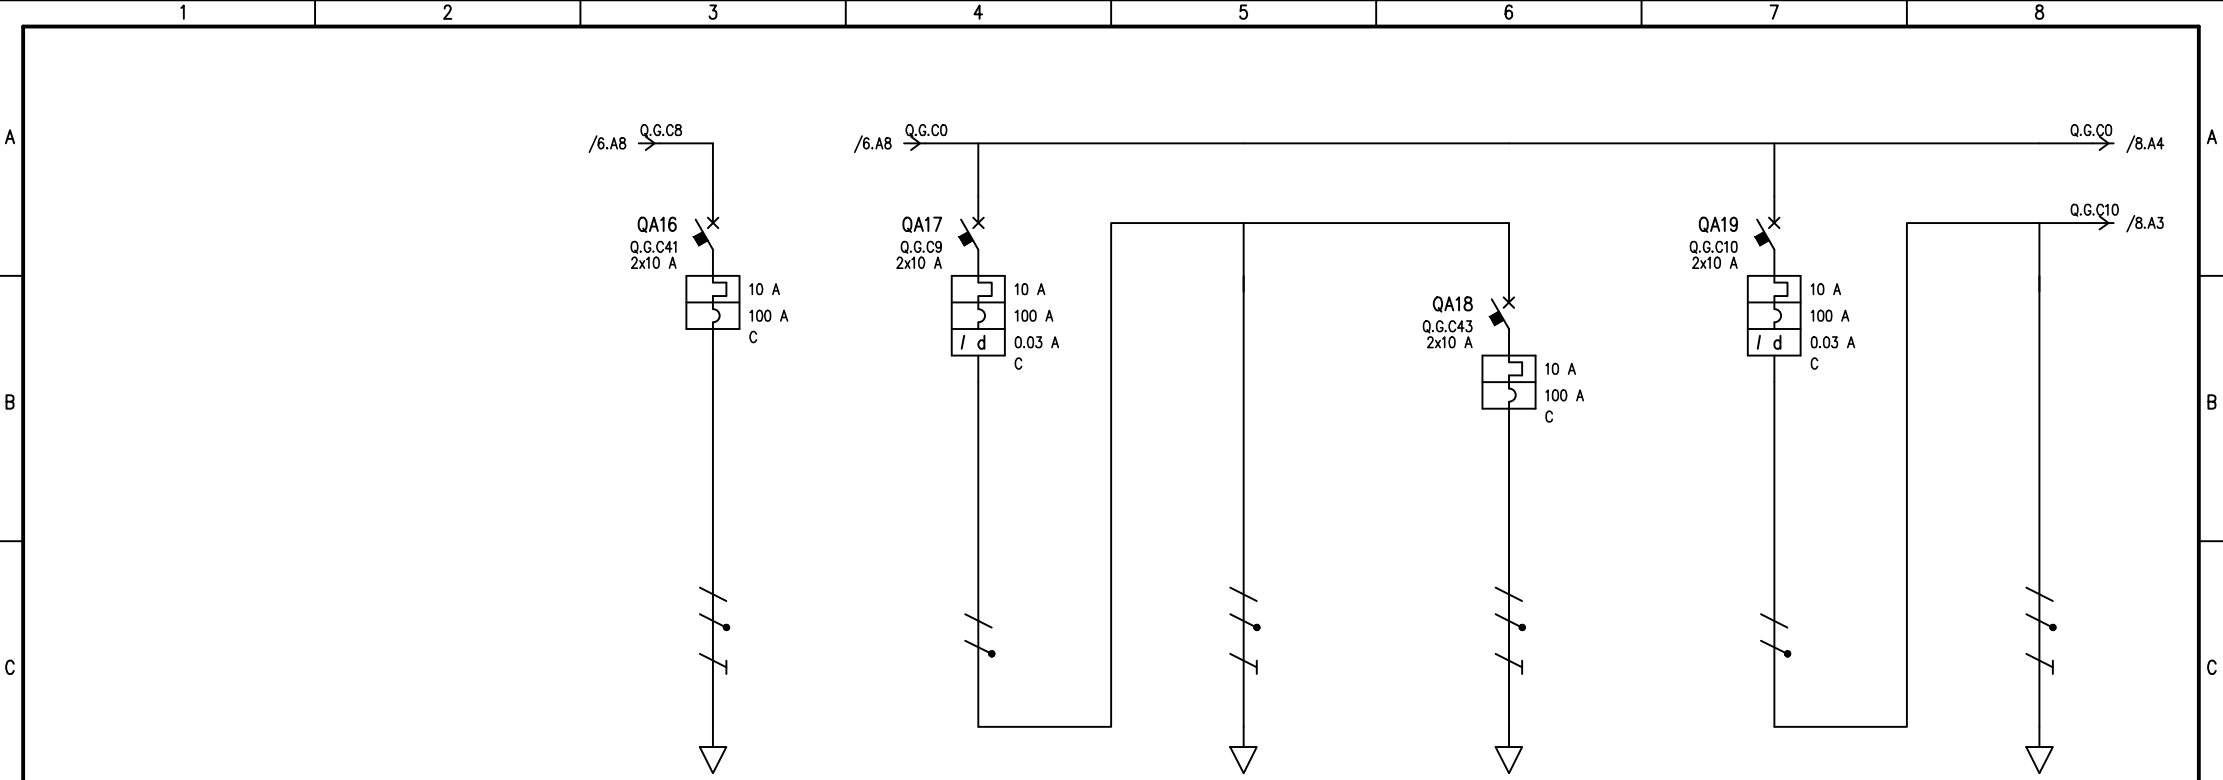 1 2 3 4 5 6 7 8
A A
Q.G.C8 Q.G.C0 Q.G.C0
/6.A8 /6.A8 /8.A4
Q.G.C10
/8.A3
QA16
Q.G.C41
2x10 A
10 A
100 A
C
QA17
Q.G.C9
2x10 A
10 A
100 A
I d 0.03 A
C
QA18
Q.G.C43
2x10 A
10 A
100 A
C
QA19
Q.G.C10
2x10 A
10 A
100 A
I d 0.03 A
C
B B
C C